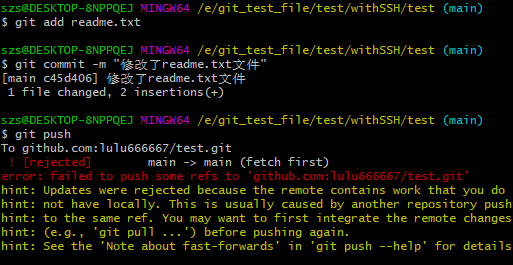 szs@DESKTOP-8NPPQEJ MINGW64 /e/git_test_file/test/withSSH/test (main)
$ git add readme.txt
szs@DESKTOP-8NPPQEJ MINGW64 /e/git_test_file/test/withSSH/test (main)
$ git commit -m "修改了readme.txt文件"
[main c45d406] 修改了readme.txt文件
1 file changed, 2 insertions(+)
szs@DESKTOP-8NPPQEJ MINGW64 /e/git_test_file/test/withSSH/test (main)
$ git push
To github.com:lulu666667/test.git
! [rejected] main -> main (fetch first)
error: failed to push some refs to 'github.com:lulu666667/test.git'
hint: Updates were rejected because the remote contains work that you do
hint: not have locally. This is usually caused by another repository push
hint: to the same ref. You may want to first integrate the remote changes
hint: (e.g., 'git pull ...') before pushing again.
hint: See the 'Note about fast-forwards' in 'git push --help' for details